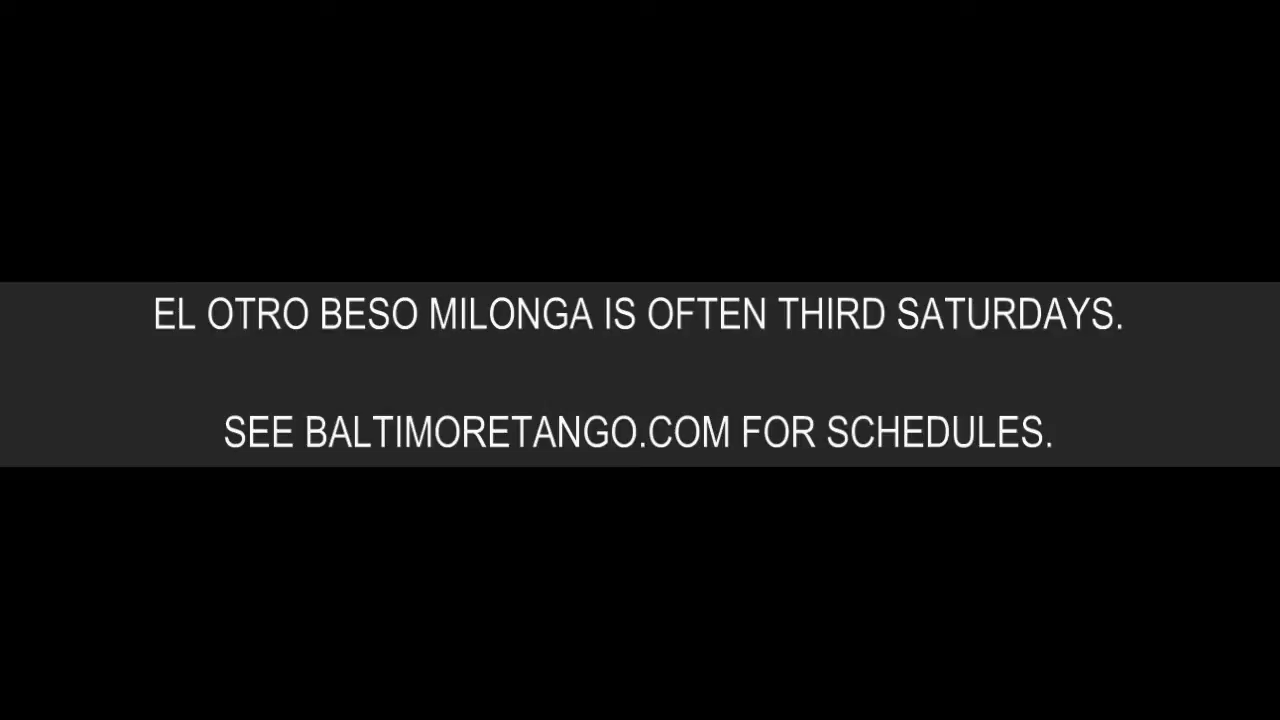 EL OTRO BESO MILONGA IS OFTEN THIRD SATURDAYS.
SEE BALTIMORETANGO.COM FOR SCHEDULES.